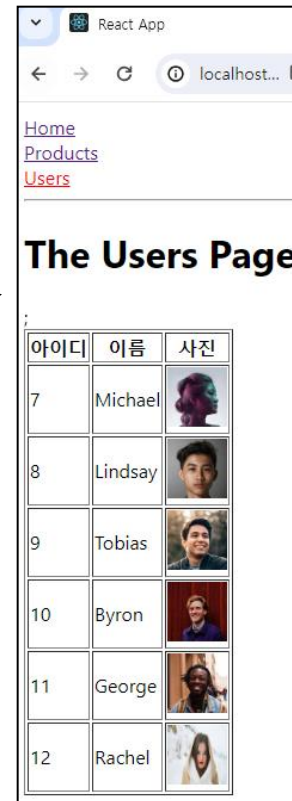 React App
localhost...
Home
Products
Users
The Users Page
;
아이디 이름 사진
7 Michael
8 Lindsay
9 Tobias
10 Byron
11 George
12 Rachel